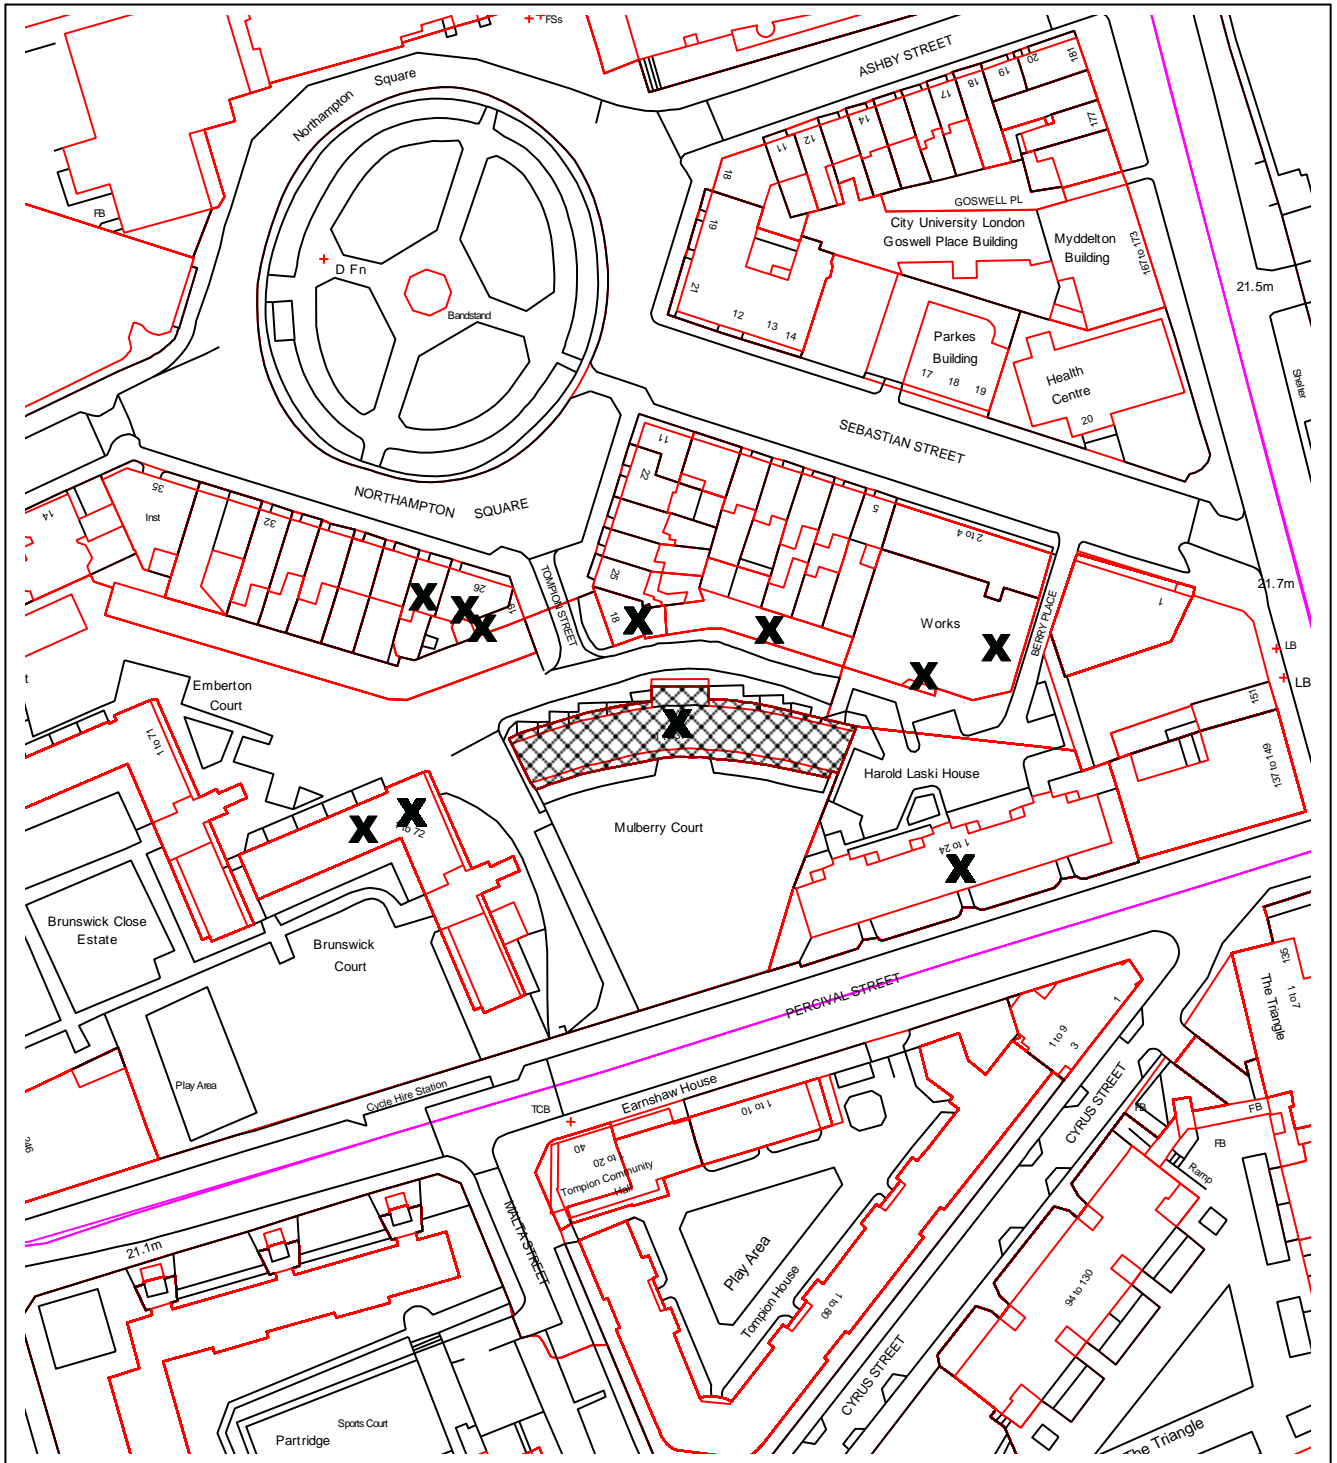 FSs
Northampton Square
ASHBY STREET
181
20
19
18
17
14
12
11
177
18
19
21
FB
D Fn
Bandstand
GOSWELL PL
City University London
Goswell Place Building
Myddelton
Building
167 to 173
21.5m
12
13
14
Parkes
Building
17
18
19
Health
Centre
20
Shelter
SEBASTIAN STREET
NORTHAMPTON SQUARE
35
Inst
14
32
26
19
TOMPION STREET
11
22
25
18
5
2 to 4
Works
BERRY PLACE
1
21.7m
LB
LB
151
137 to 149
X
X
X
X
X
X
X
X
X
X
X
Emberton
Court
1 to 71
t
Harold Laski House
1 to 24
Mulberry Court
to 72
Brunswick Close
Estate
Brunswick
Court
Play Area
246
PERCIVAL STREET
Cycle Hire Station
TCB
Earnshaw House
1 to 10
40
1 to 20
Tompion Community
Hall
MALTA STREET
21.1m
Play Area
Tompion House
1 to 80
CYRUS STREET
CYRUS STREET
1
3
1 to 9
135
1 to 7
The Triangle
FB
FB
FB
Ramp
94 to 130
Sports Court
Partridge
The Triangle